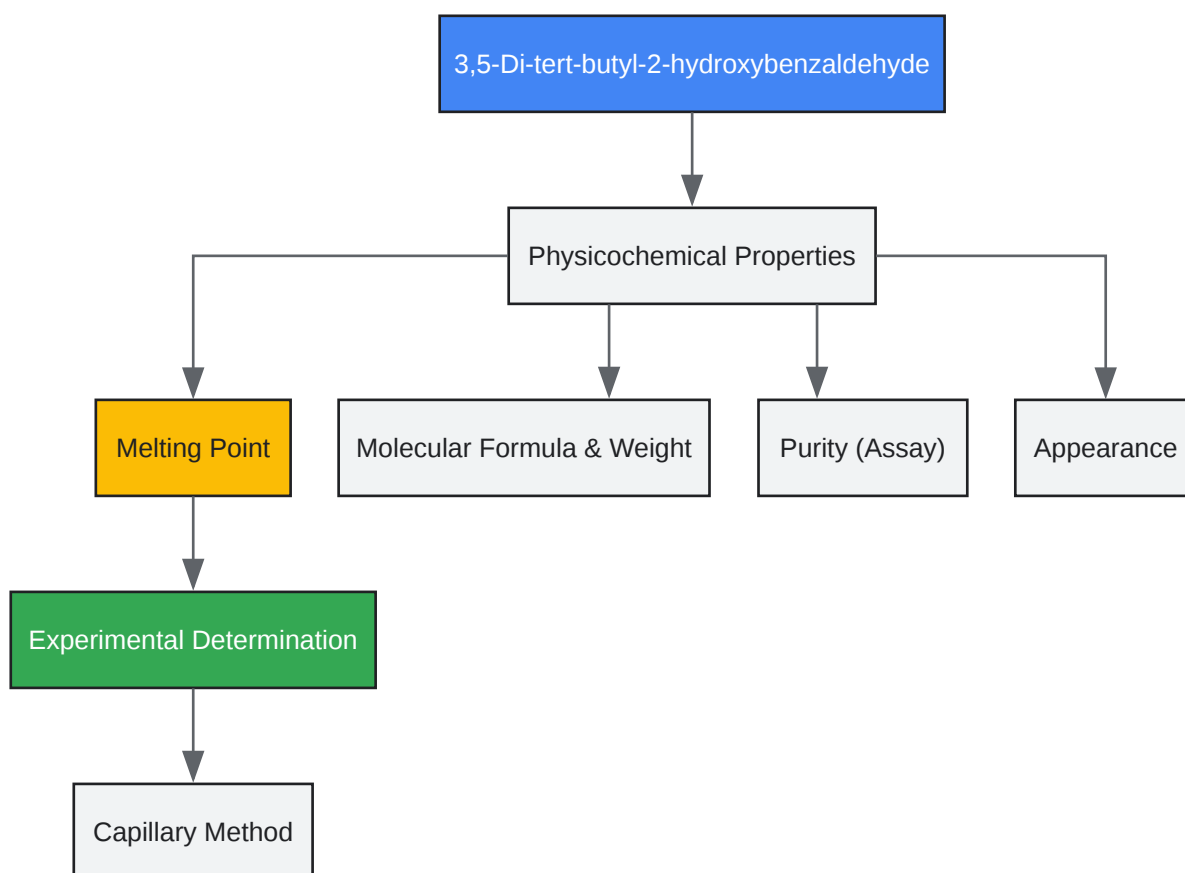 3,5-Di-tert-butyl-2-hydroxybenzaldehyde
Physicochemical Properties
Melting Point
Molecular Formula & Weight
Purity (Assay)
Appearance
Experimental Determination
Capillary Method